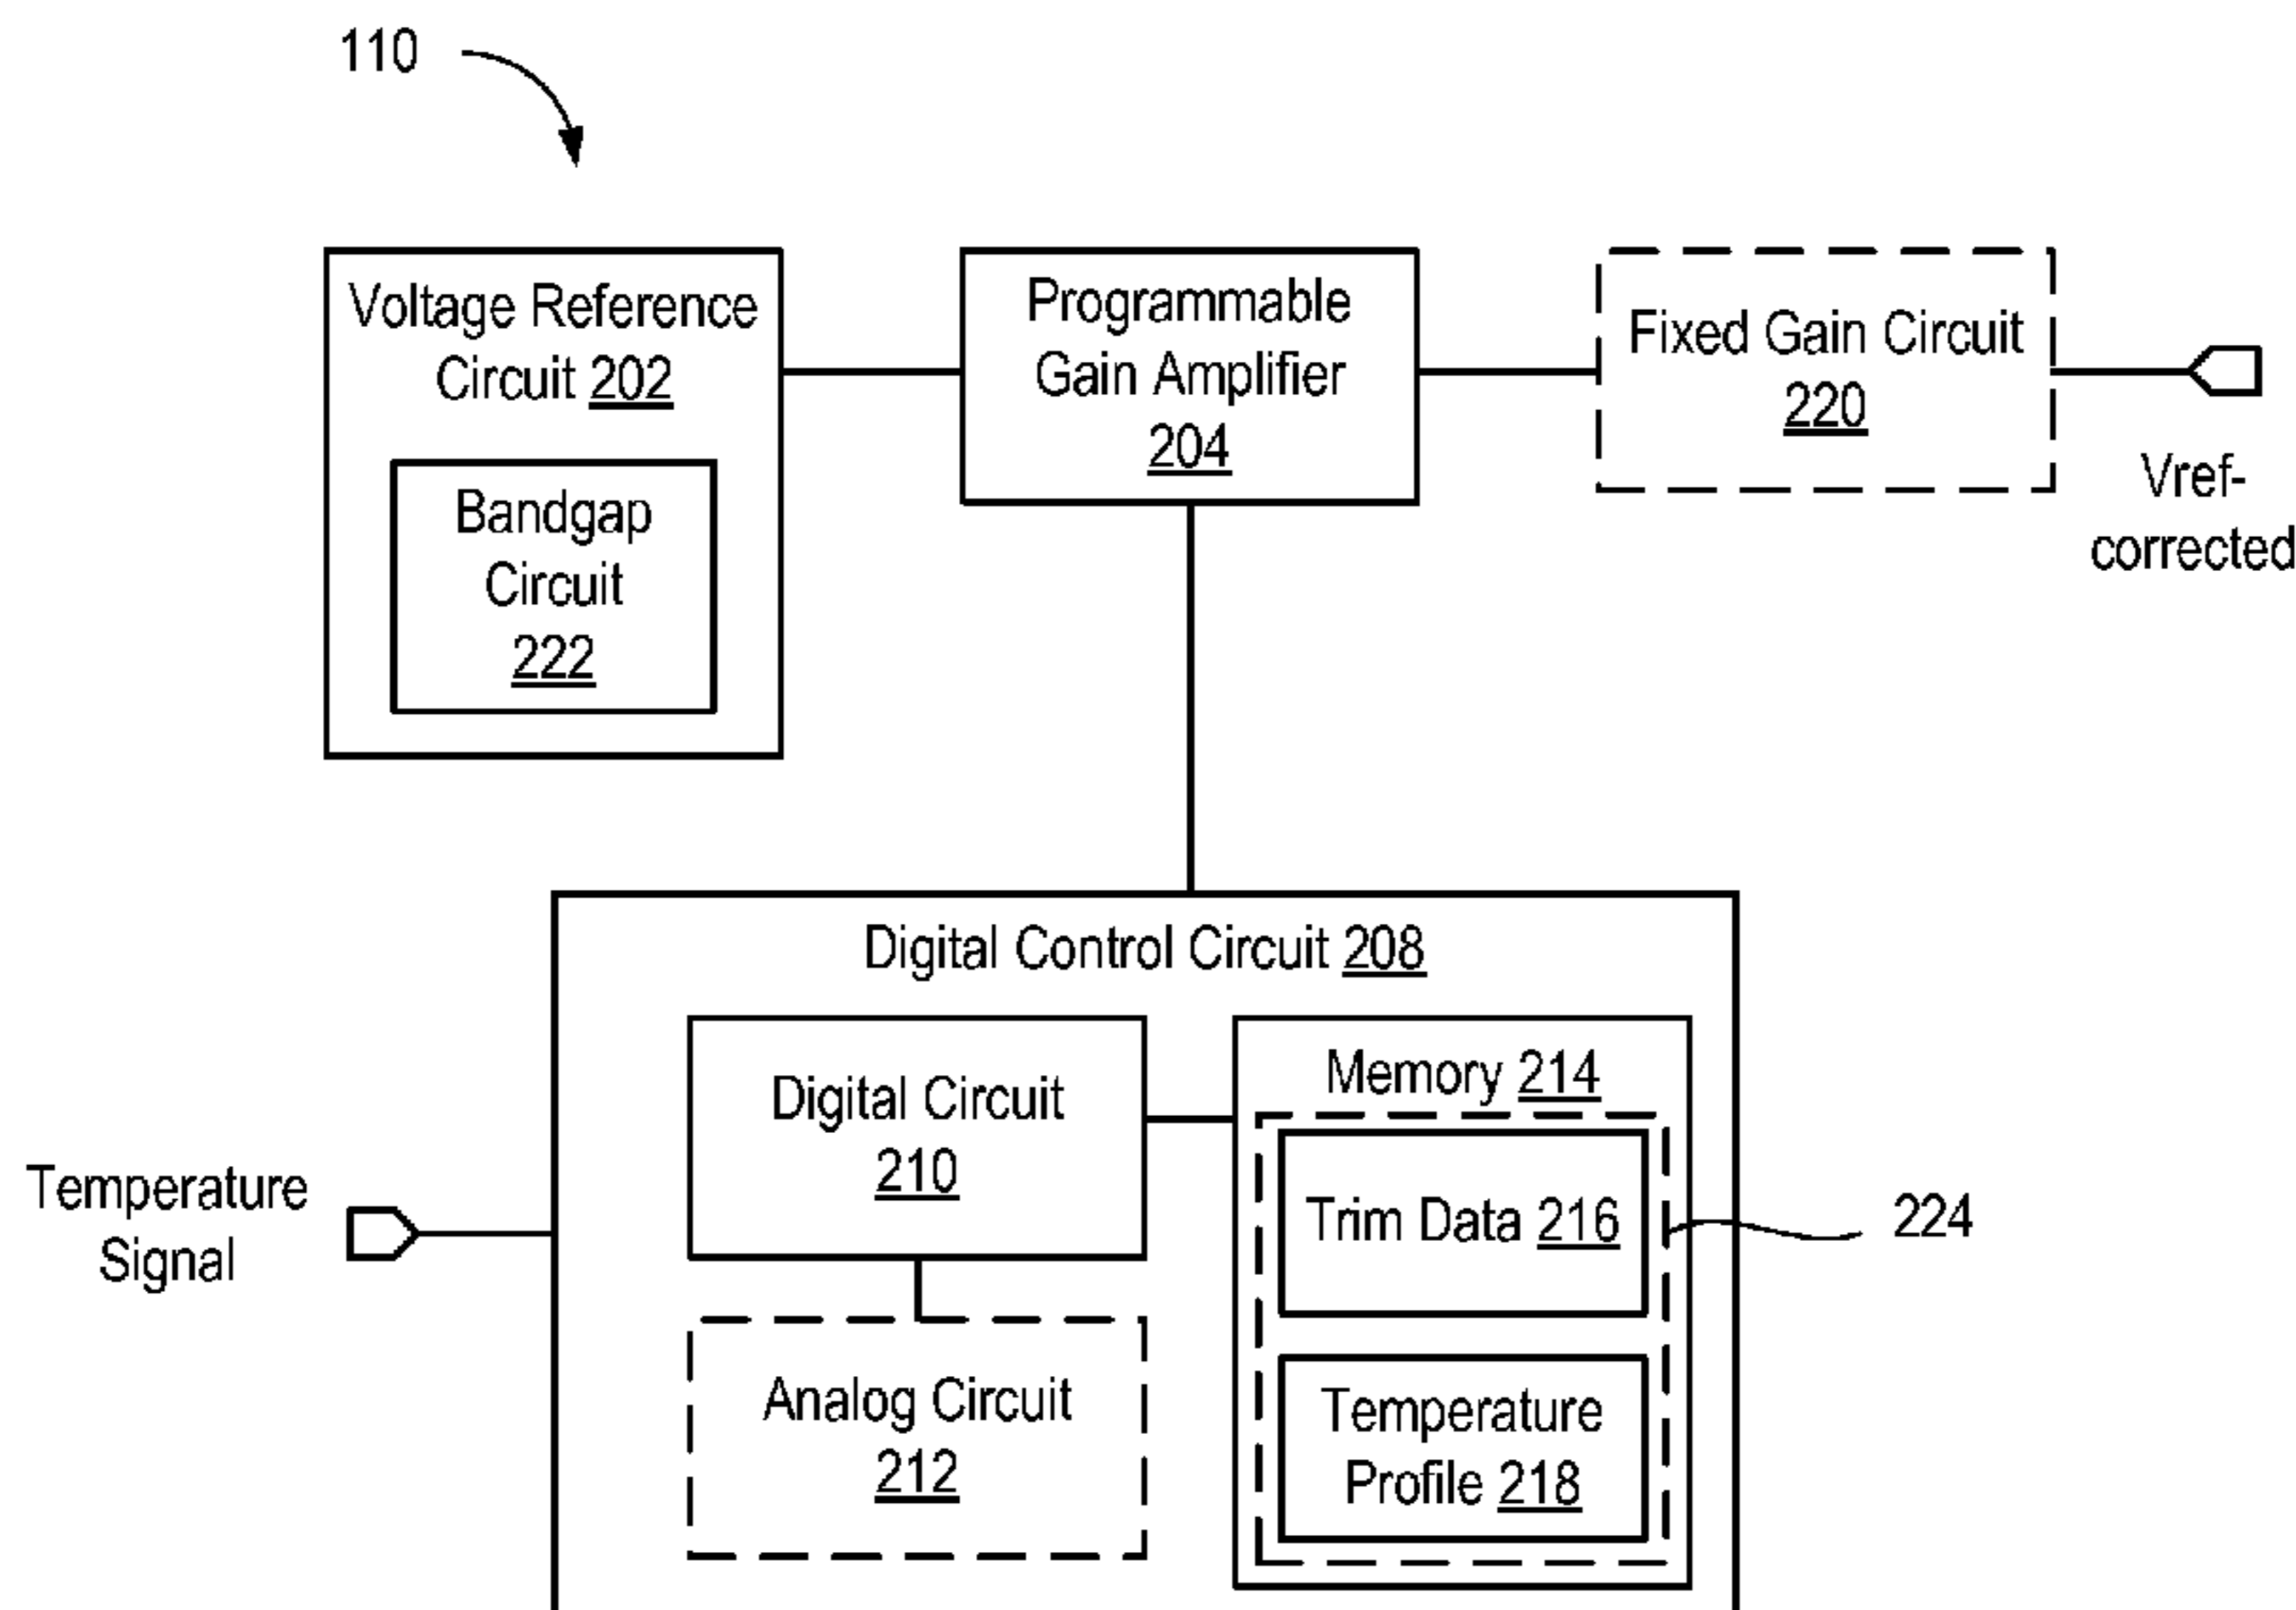 110
Voltage Reference
Circuit 202
Bandgap
Circuit
222
Programmable
Gain Amplifier
204
Fixed Gain Circuit
220
Vref-
corrected
Digital Control Circuit 208
Digital Circuit
210
Memory 214
Trim Data 216
224
Temperature
Signal
Analog Circuit
212
Temperature
Profile 218